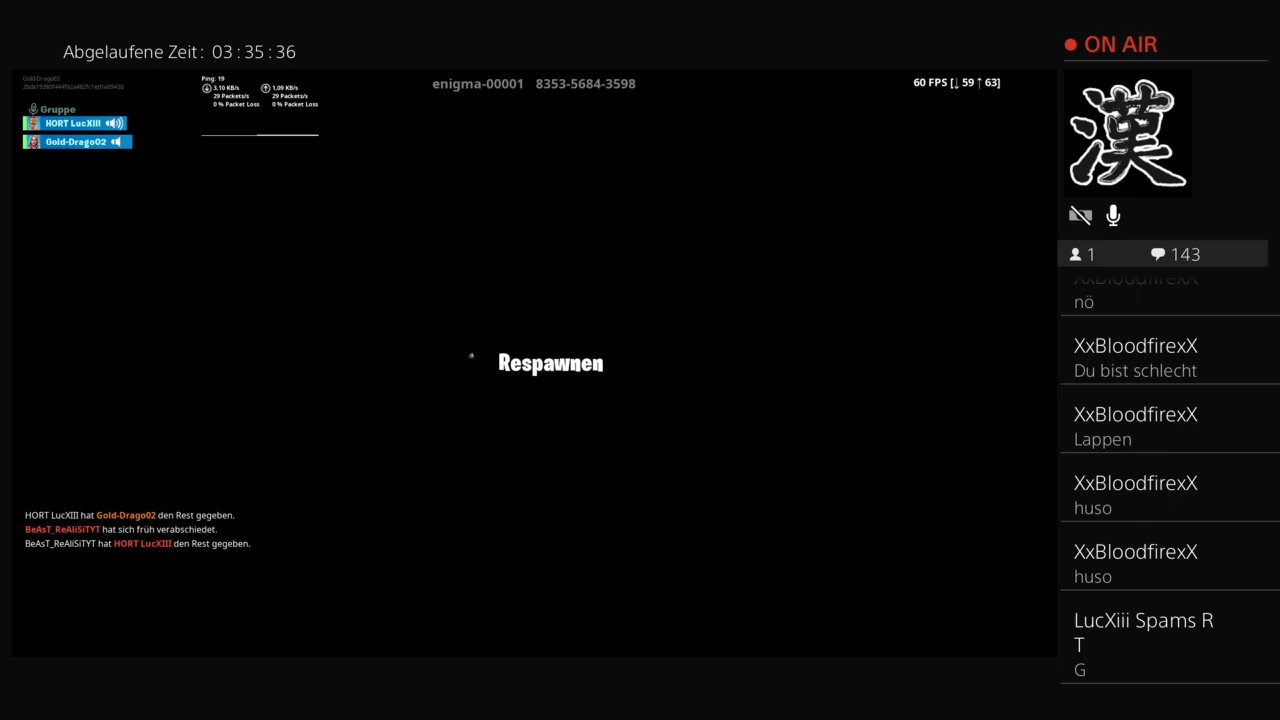 Abgelaufene Zeit: 03:35:36
ON AIR
Gold-Drago02
Ping: 19
3,10 KB/s 1,09 KB/s
29 Packets/s 29 Packets/s
0 % Packet Loss 0 % Packet Loss
enigma-00001 8353-5684-3598
60 FPS [↓ 59 ↑ 63]
Gruppe
HORT LucXIII
Gold-Drago02
漢
1 143
XxBloodfirexX
nö
XxBloodfirexX
Du bist schlecht
XxBloodfirexX
Lappen
XxBloodfirexX
huso
XxBloodfirexX
huso
LucXiii Spams R
T
G
Respawnen
HORT LucXIII hat Gold-Drago02 den Rest gegeben.
BeAsT_ReAliSiTYT hat sich früh verabschiedet.
BeAsT_ReAliSiTYT hat HORT LucXIII den Rest gegeben.